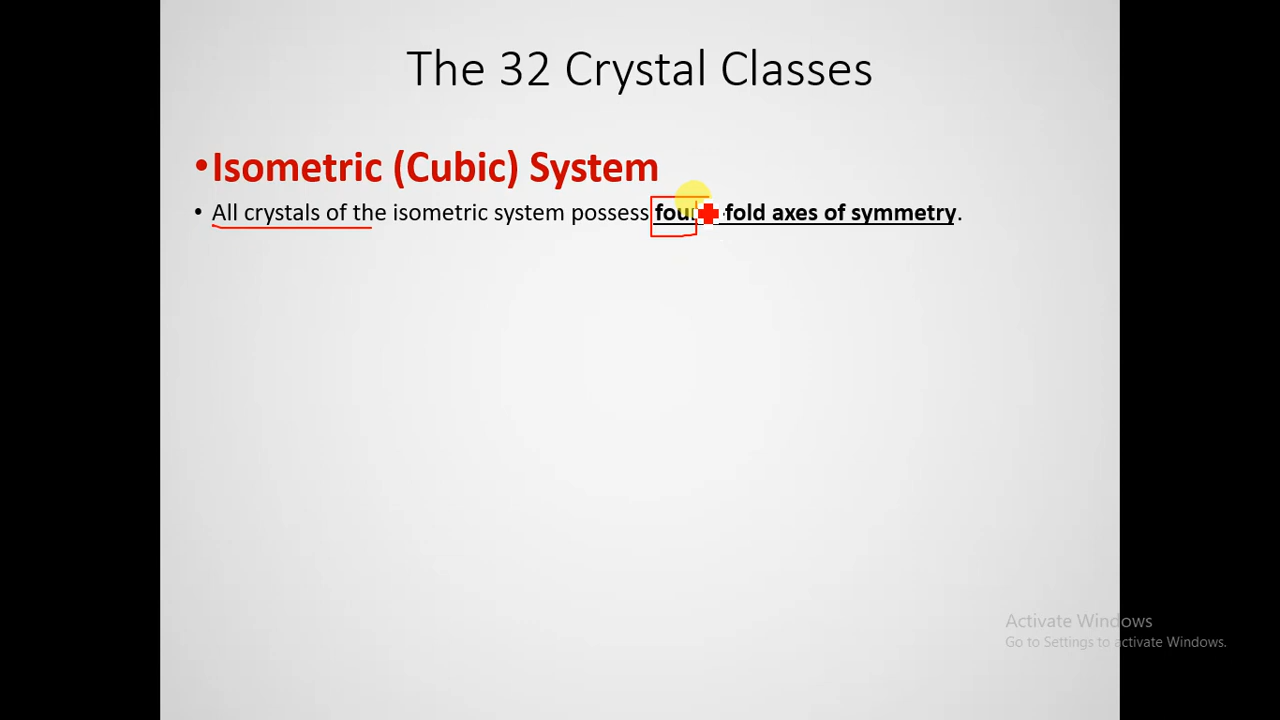 The 32 Crystal Classes
•Isometric (Cubic) System
• All crystals of the isometric system possess four fold axes of symmetry.
Activate Windows
Go to Settings to activate Windows.